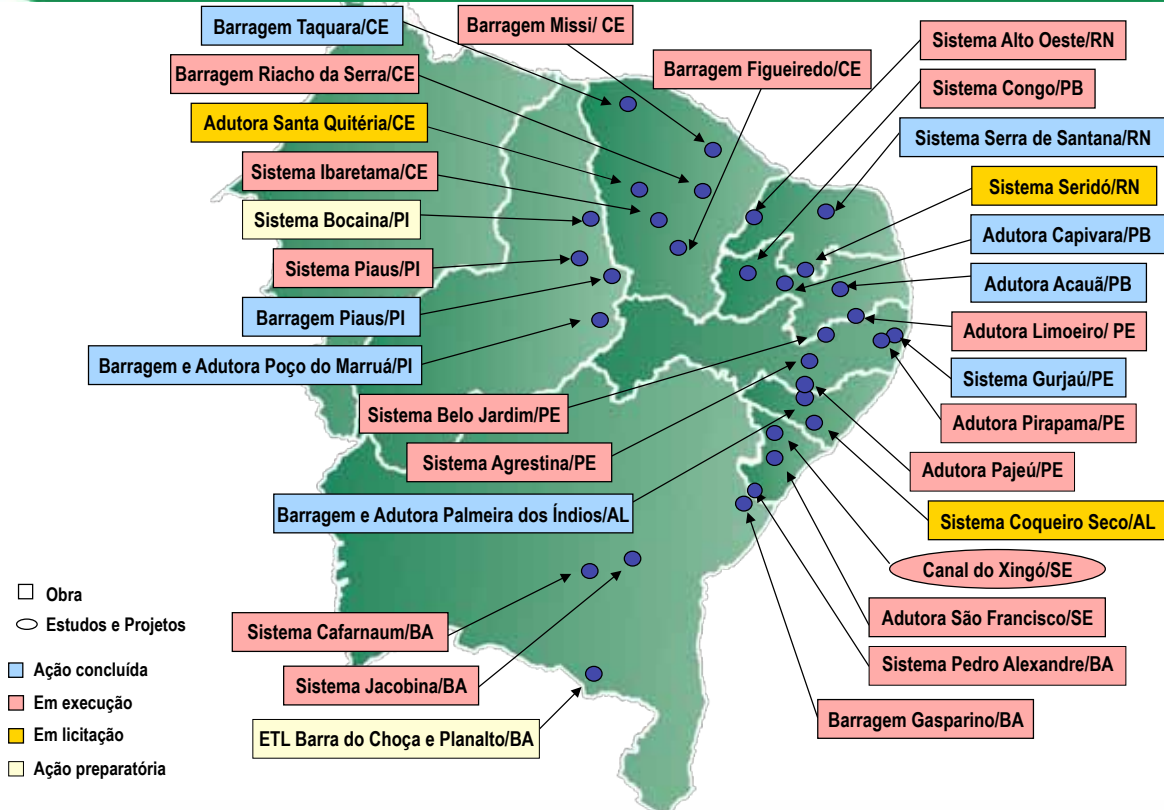 Barragem Taquara/CE
Barragem Missi/ CE
Sistema Alto Oeste/RN
Barragem Riacho da Serra/CE
Barragem Figueiredo/CE
Sistema Congo/PB
Adutora Santa Quitéria/CE
Sistema Serra de Santana/RN
Sistema Ibaretama/CE
Sistema Seridó/RN
Sistema Bocaina/PI
Adutora Capivara/PB
Sistema Piaus/PI
Adutora Acauã/PB
Barragem Piaus/PI
Adutora Limoeiro/ PE
Barragem e Adutora Poço do Marruá/PI
Sistema Gurjaú/PE
Sistema Belo Jardim/PE
Adutora Pirapama/PE
Sistema Agrestina/PE
Adutora Pajeú/PE
Barragem e Adutora Palmeira dos Índios/AL
Sistema Coqueiro Seco/AL
Canal do Xingó/SE
Obra
Adutora São Francisco/SE
Estudos e Projetos
Sistema Cafarnaum/BA
Sistema Pedro Alexandre/BA
Ação concluída
Sistema Jacobina/BA
Em execução
Barragem Gasparino/BA
Em licitação
ETL Barra do Choça e Planalto/BA
Ação preparatória